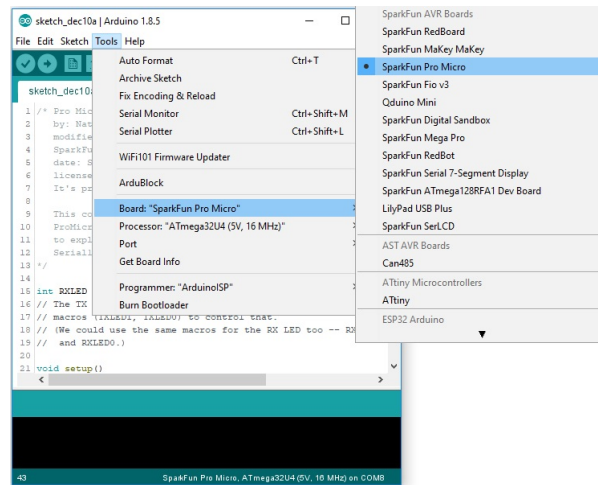 sketch_dec10a | Arduino 1.8.5
File Edit Sketch Tools Help
sketch_dec10
Auto Format Ctrl+T
Archive Sketch
Fix Encoding & Reload
Serial Monitor Ctrl+Shift+M
Serial Plotter Ctrl+Shift+L
WiFi101 Firmware Updater
ArduBlock
Board: "SparkFun Pro Micro"
Processor: "ATmega32U4 (5V, 16 MHz)"
Port
Get Board Info
Programmer: "ArduinoISP"
Burn Bootloader
SparkFun AVR Boards
SparkFun RedBoard
SparkFun MaKey MaKey
SparkFun Pro Micro
SparkFun Fio v3
Qduino Mini
SparkFun Digital Sandbox
SparkFun Mega Pro
SparkFun RedBot
SparkFun Serial 7-Segment Display
SparkFun ATmega128RFA1 Dev Board
LilyPad USB Plus
SparkFun SerLCD
AST AVR Boards
Can485
ATtiny Microcontrollers
ATtiny
ESP32 Arduino
1 /* Pro Mic
2 by: Nat
3 modifie
4 SparkFu
5 date: S
6 license
7 It's pr
8
9 This co
10 ProMicr
11 to expl
12 Seriall
13 */
14
15 int RXLED
16 // The TX
17 // macros (TXLED1, TXLED0) to control that.
18 // (We could use the same macros for the RX LED too -- RX
19 // and RXLED0.)
20
21 void setup()
43 SparkFun Pro Micro, ATmega32U4 (5V, 16 MHz) on COM8